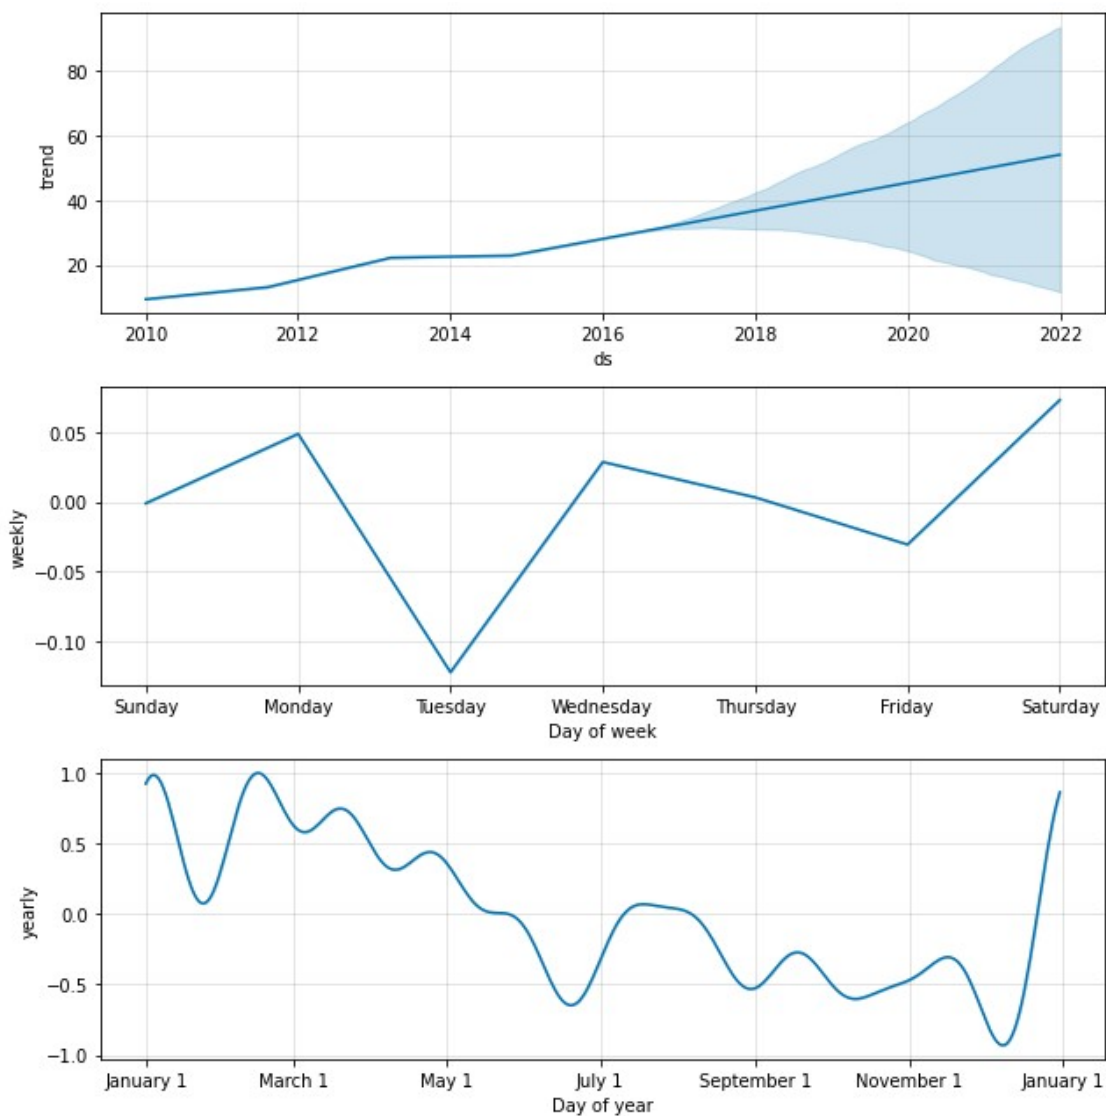 80
60
40
20
trend
2010 2012 2014 2016 2018 2020 2022
ds
0.05
0.00
−0.05
−0.10
weekly
Sunday Monday Tuesday Wednesday Thursday Friday Saturday
Day of week
1.0
0.5
0.0
−0.5
−1.0
yearly
January 1 March 1 May 1 July 1 September 1 November 1 January 1
Day of year